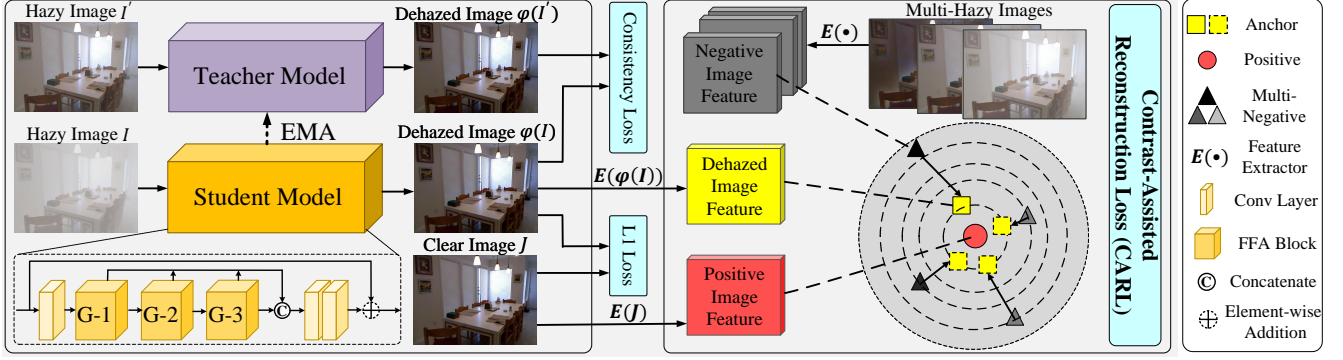 Hazy Image I′
Teacher Model
Dehazed Image φ(I′)
Consistency Loss
EMA
Hazy Image I
Student Model
Dehazed Image φ(I)
E(φ(I))
L1 Loss
Clear Image J
E(J)
G-1
G-2
G-3
C
Negative
Image
Feature
E(•)
Multi-Hazy Images
Dehazed
Image
Feature
Positive
Image
Feature
Contrast-Assisted
Reconstruction Loss (CARL)
Anchor
Positive
Multi-
Negative
E(•)
Feature
Extractor
Conv Layer
FFA Block
C
Concatenate
Element-wise
Addition